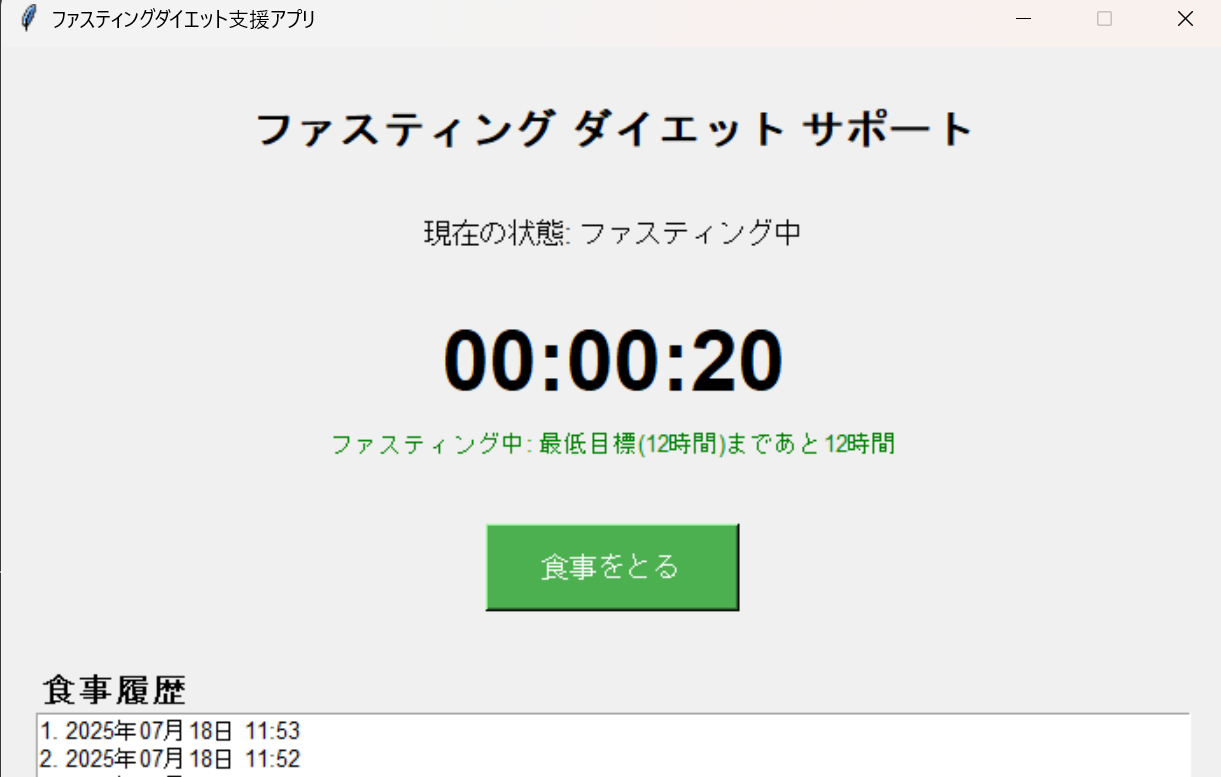 ファスティングダイエット支援アプリ
ファスティング ダイエット サポート
現在の状態: ファスティング中
00:00:20
ファスティング中: 最低目標(12時間)まであと12時間
食事をとる
食事履歴
1. 2025年07月18日 11:53
2. 2025年07月18日 11:52